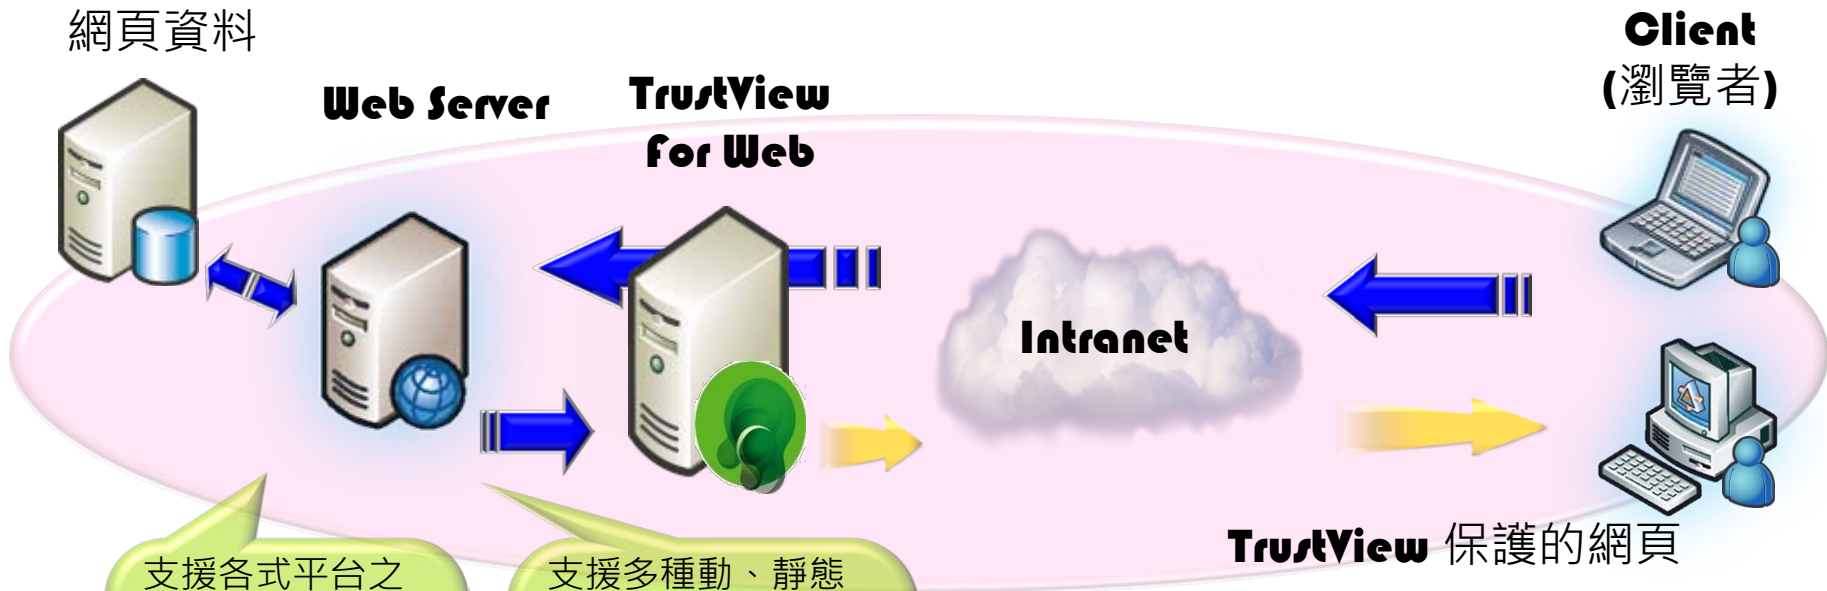 網頁資料
Web Server
TrustView
For Web
Client
(瀏覽者)
Intranet
TrustView 保護的網頁
支援各式平台之
支援多種動、靜態